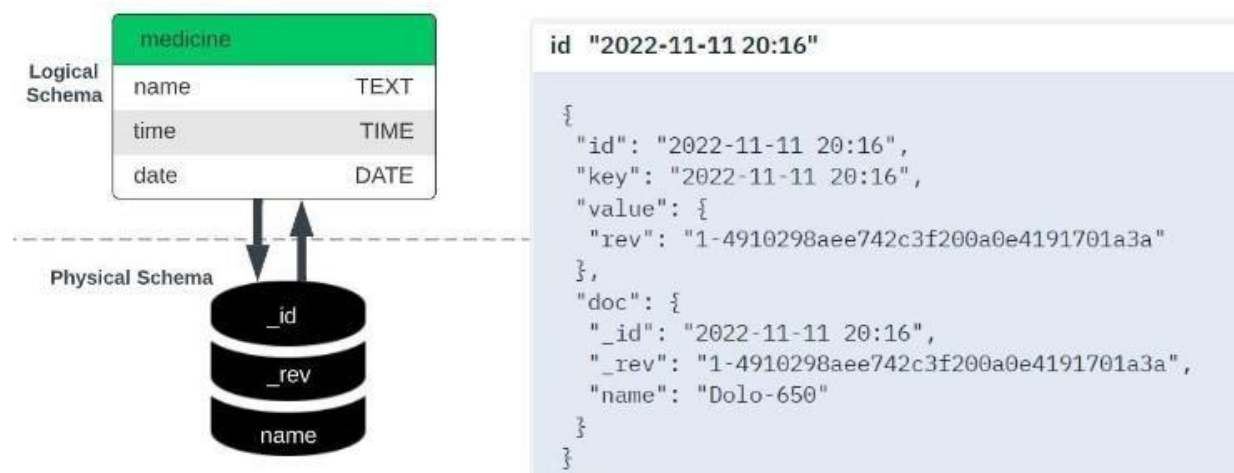 medicine
Logical
Schema
name TEXT
time TIME
date DATE
Physical Schema
_id
_rev
name
id "2022-11-11 20:16"
{
"id": "2022-11-11 20:16",
"key": "2022-11-11 20:16",
"value": {
"rev": "1-4910298aee742c3f200a0e4191701a3a"
},
"doc": {
"_id": "2022-11-11 20:16",
"_rev": "1-4910298aee742c3f200a0e4191701a3a",
"name": "Dolo-650"
}
}